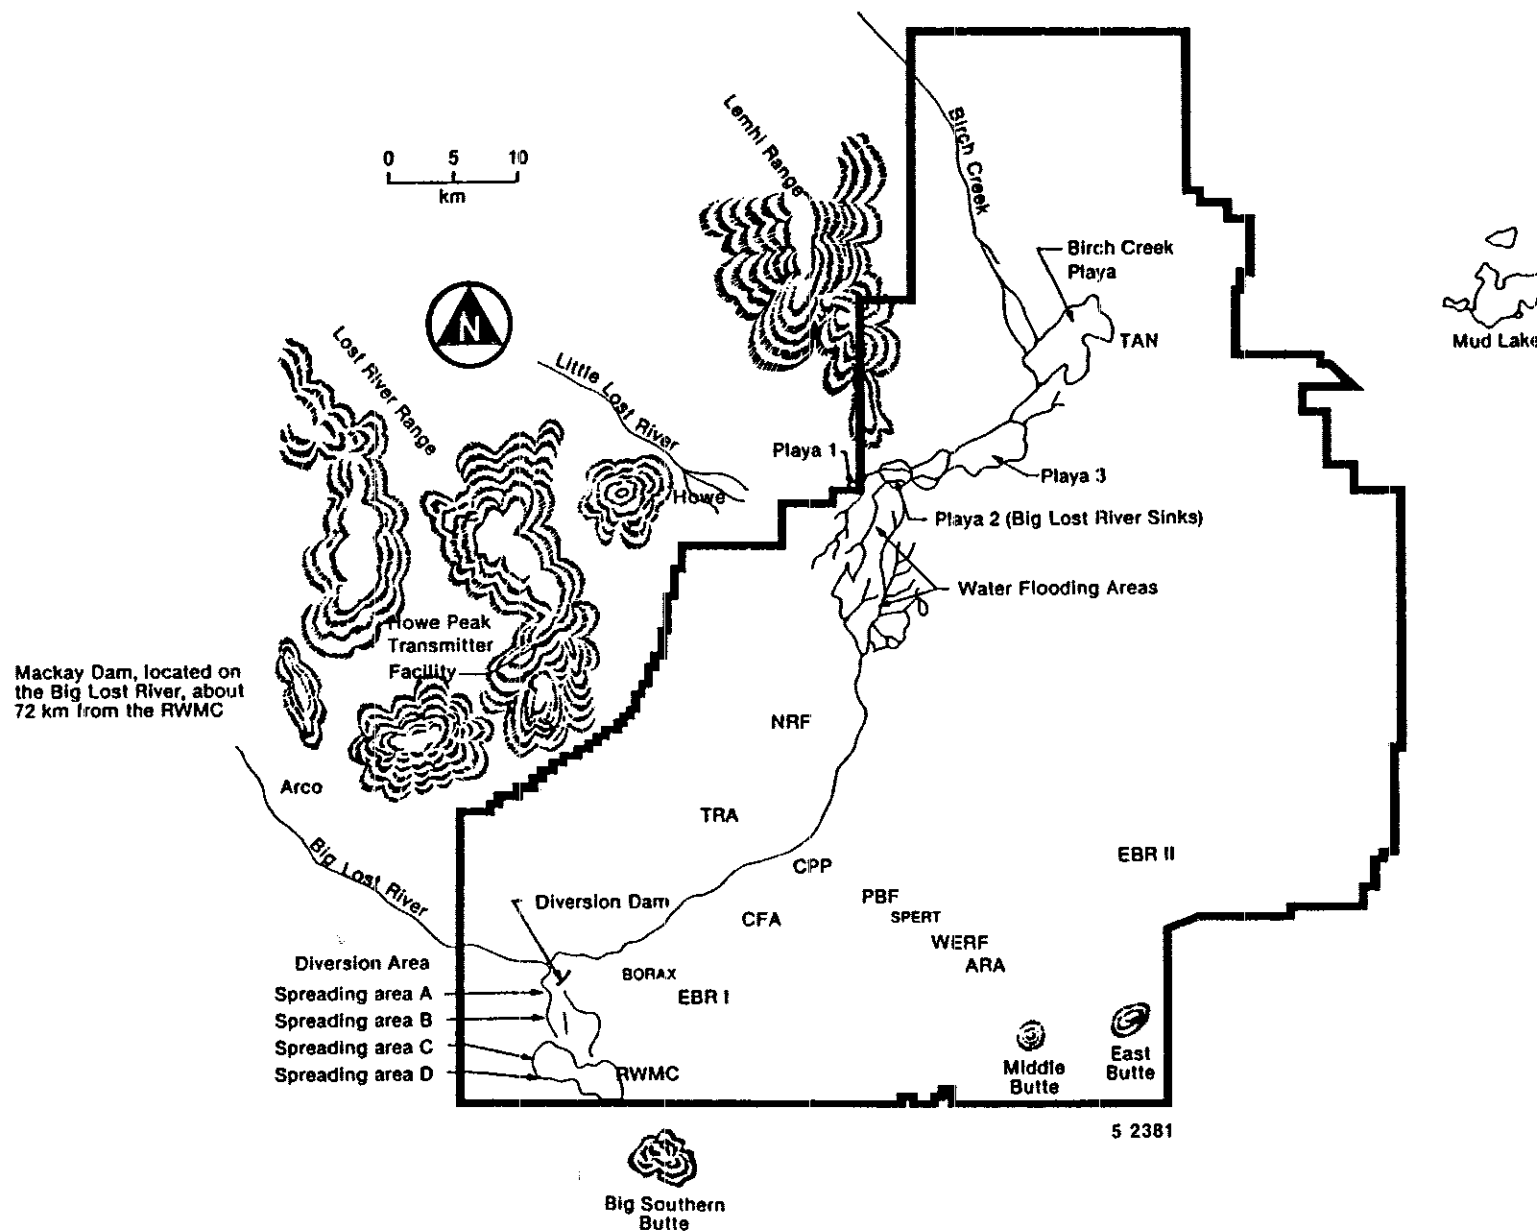 Lemhi Range
Birch Creek
0 5 10
km
Birch Creek
Playa
N
TAN
Mud Lake
Lost River Range
Little Lost River
Playa 1
Playa 3
Howe
Playa 2 (Big Lost River Sinks)
Water Flooding Areas
Howe Peak
Transmitter
Facility
Mackay Dam, located on
the Big Lost River, about
72 km from the RWMC
NRF
Arco
TRA
Big Lost River
CPP
EBR II
Diversion Dam
PBF
SPERT
CFA
WERF
ARA
Diversion Area
BORAX
Spreading area A
EBR I
Spreading area B
Spreading area C
Spreading area D
RWMC
Middle
Butte
East
Butte
5 2381
Big Southern
Butte